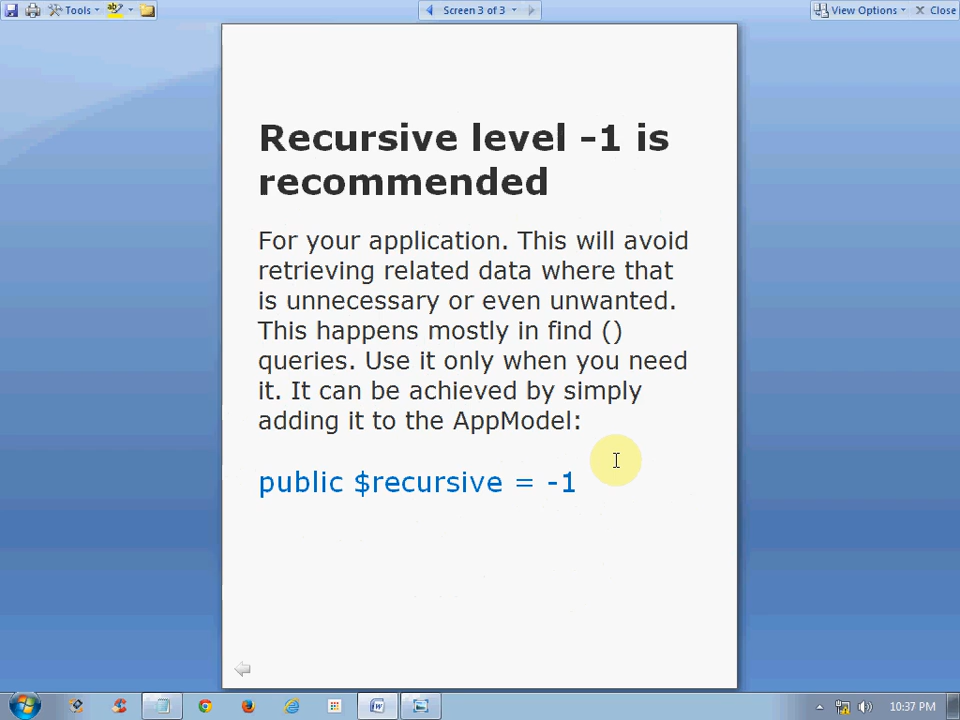 Tools
Screen 3 of 3
View Options
Close
Recursive level -1 is
recommended
For your application. This will avoid
retrieving related data where that
is unnecessary or even unwanted.
This happens mostly in find ()
queries. Use it only when you need
it. It can be achieved by simply
adding it to the AppModel:
public $recursive = -1
10:37 PM